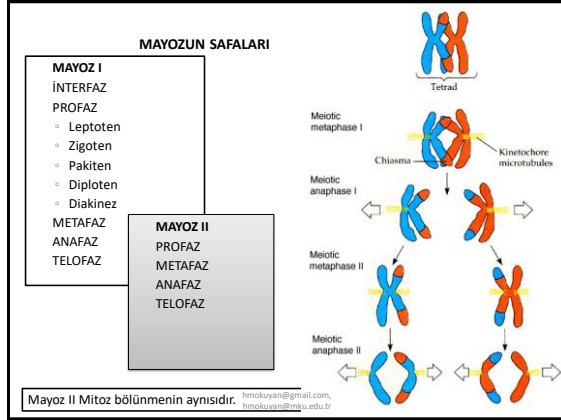 MAYOZUN SAFALARI
MAYOZ I
İNTERFAZ
PROFAZ
Leptoten
Zigoten
Pakiten
Diploten
Diakinez
METAFAZ
ANAFAZ
TELOFAZ
MAYOZ II
PROFAZ
METAFAZ
ANAFAZ
TELOFAZ
Mayoz II Mitoz bölünmenin aynısıdır.
hmokuyan@gmail.com,
hmokuyan@mku.edu.tr
Tetrad
Meiotic
metaphase I
Chiasma
Kinetochore
microtubules
Meiotic
anaphase I
Meiotic
metaphase II
Meiotic
anaphase II